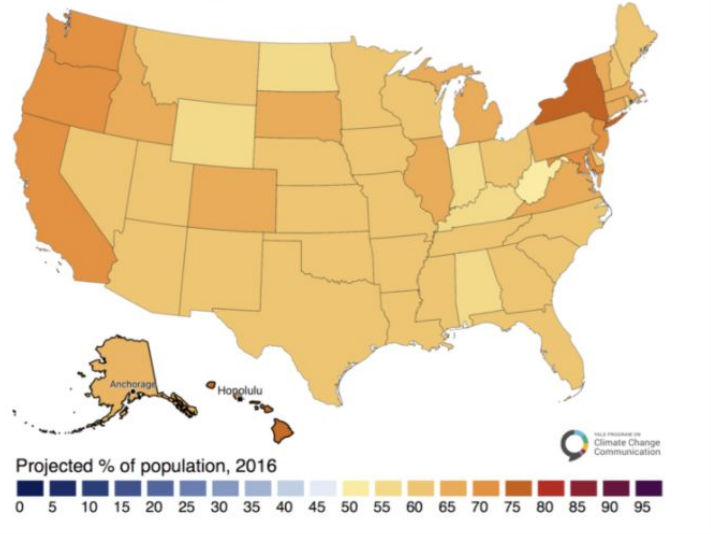 Anchorage
Honolulu
YALE PROGRAM ON
Climate Change
Communication
Projected % of population, 2016
0 5 10 15 20 25 30 35 40 45 50 55 60 65 70 75 80 85 90 95